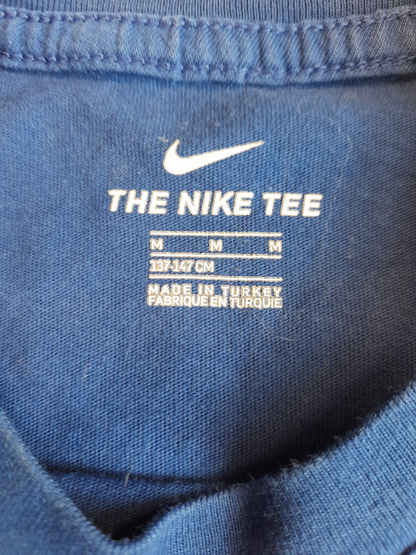 THE NIKE TEE
M M M
137-147 CM
MADE IN TURKEY
FABRIQUE EN TURQUIE